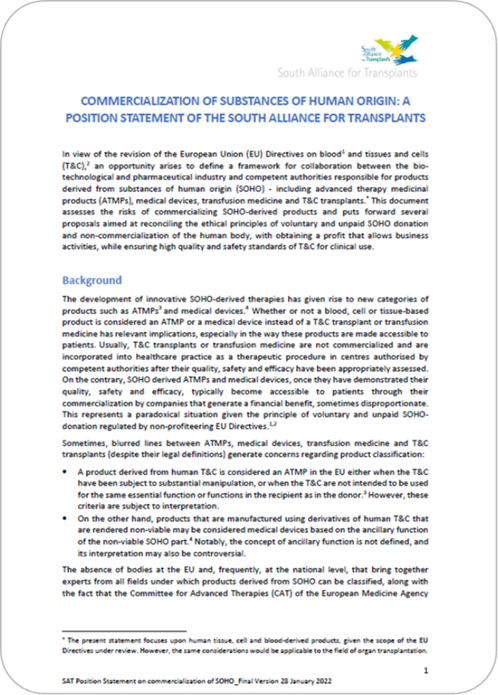 South
Alliance
for Transplants
South Alliance for Transplants
COMMERCIALIZATION OF SUBSTANCES OF HUMAN ORIGIN: A
POSITION STATEMENT OF THE SOUTH ALLIANCE FOR TRANSPLANTS
In view of the revision of the European Union (EU) Directives on blood¹ and tissues and cells
(T&C),² an opportunity arises to define a framework for collaboration between the bio-
technological and pharmaceutical industry and competent authorities responsible for products
derived from substances of human origin (SOHO) - including advanced therapy medicinal
products (ATMPs), medical devices, transfusion medicine and T&C transplants.* This document
assesses the risks of commercializing SOHO-derived products and puts forward several
proposals aimed at reconciling the ethical principles of voluntary and unpaid SOHO donation
and non-commercialization of the human body, with obtaining a profit that allows business
activities, while ensuring high quality and safety standards of T&C for clinical use.
Background
The development of innovative SOHO-derived therapies has given rise to new categories of
products such as ATMPs³ and medical devices.⁴ Whether or not a blood, cell or tissue-based
product is considered an ATMP or a medical device instead of a T&C transplant or transfusion
medicine has relevant implications, especially in the way these products are made accessible to
patients. Usually, T&C transplants or transfusion medicine are not commercialized and are
incorporated into healthcare practice as a therapeutic procedure in centres authorised by
competent authorities after their quality, safety and efficacy have been appropriately assessed.
On the contrary, SOHO derived ATMPs and medical devices, once they have demonstrated their
quality, safety and efficacy, typically become accessible to patients through their
commercialization by companies that generate a financial benefit, sometimes disproportionate.
This represents a paradoxical situation given the principle of voluntary and unpaid SOHO-
donation regulated by non-profiteering EU Directives.¹,²
Sometimes, blurred lines between ATMPs, medical devices, transfusion medicine and T&C
transplants (despite their legal definitions) generate concerns regarding product classification:
• A product derived from human T&C is considered an ATMP in the EU either when the T&C
have been subject to substantial manipulation, or when the T&C are not intended to be used
for the same essential function or functions in the recipient as in the donor.³ However, these
criteria are subject to interpretation.
• On the other hand, products that are manufactured using derivatives of human T&C that
are rendered non-viable may be considered medical devices based on the ancillary function
of the non-viable SOHO part.⁴ Notably, the concept of ancillary function is not defined, and
its interpretation may also be controversial.
The absence of bodies at the EU and, frequently, at the national level, that bring together
experts from all fields under which products derived from SOHO can be classified, along with
the fact that the Committee for Advanced Therapies (CAT) of the European Medicine Agency
* The present statement focuses upon human tissue, cell and blood-derived products, given the scope of the EU
Directives under review. However, the same considerations would be applicable to the field of organ transplantation.
1
SAT Position Statement on commercialization of SOHO_Final Version 28 January 2022